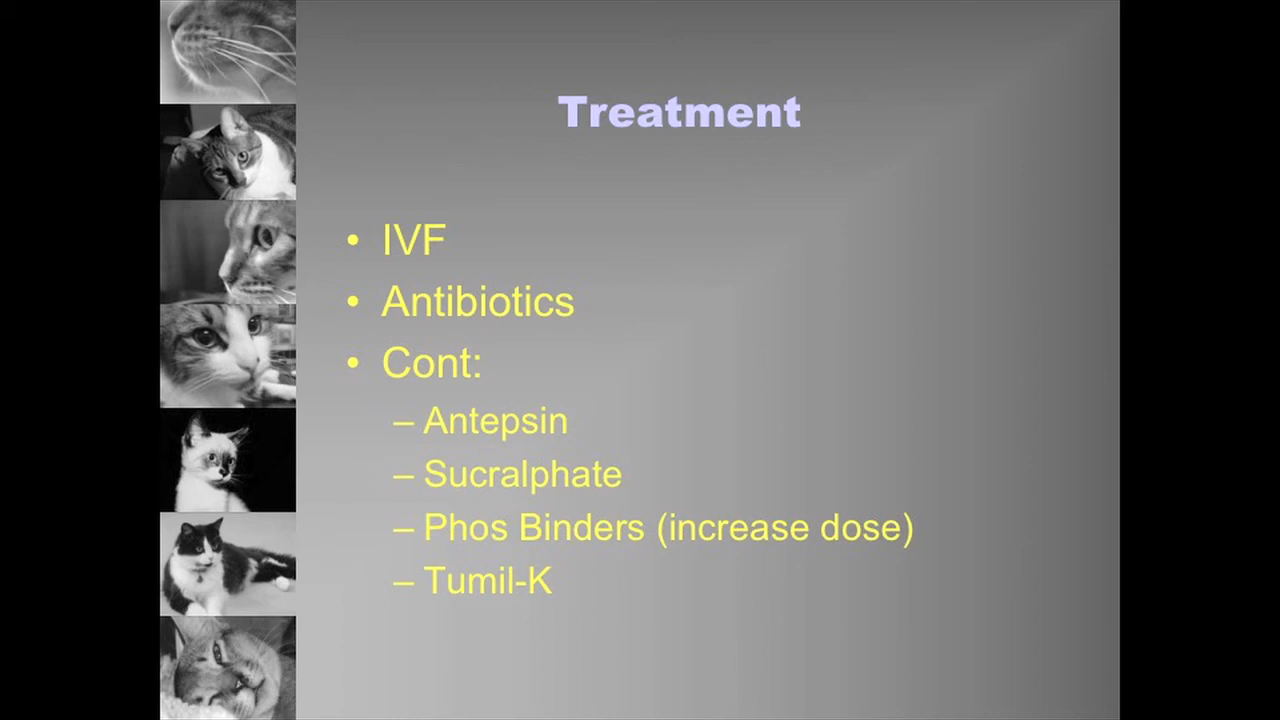 Treatment
• IVF
• Antibiotics
• Cont:
– Antepsin
– Sucralphate
– Phos Binders (increase dose)
– Tumil-K